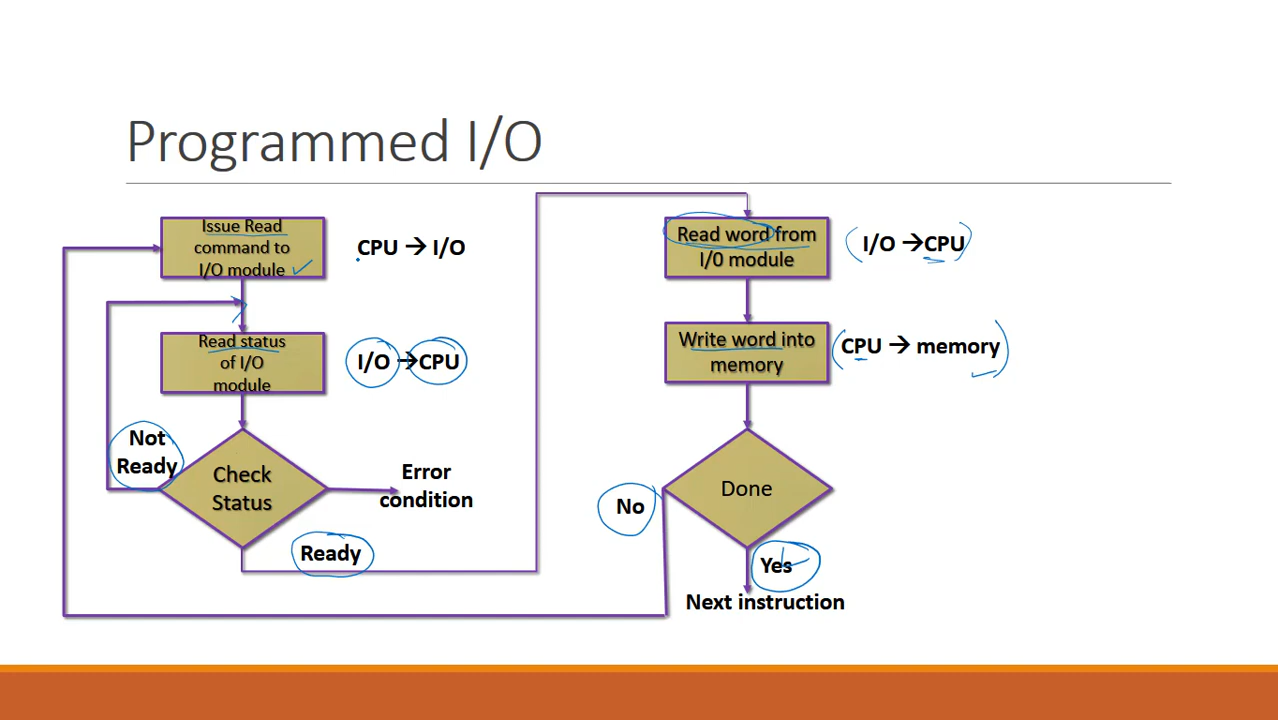 Programmed I/O
Issue Read
command to
I/O module
CPU → I/O
Read status
of I/O
module
I/O → CPU
Not
Ready
Check
Status
Error
condition
Ready
Read word from
I/0 module
I/O → CPU
Write word into
memory
CPU → memory
Done
No
Yes
Next instruction